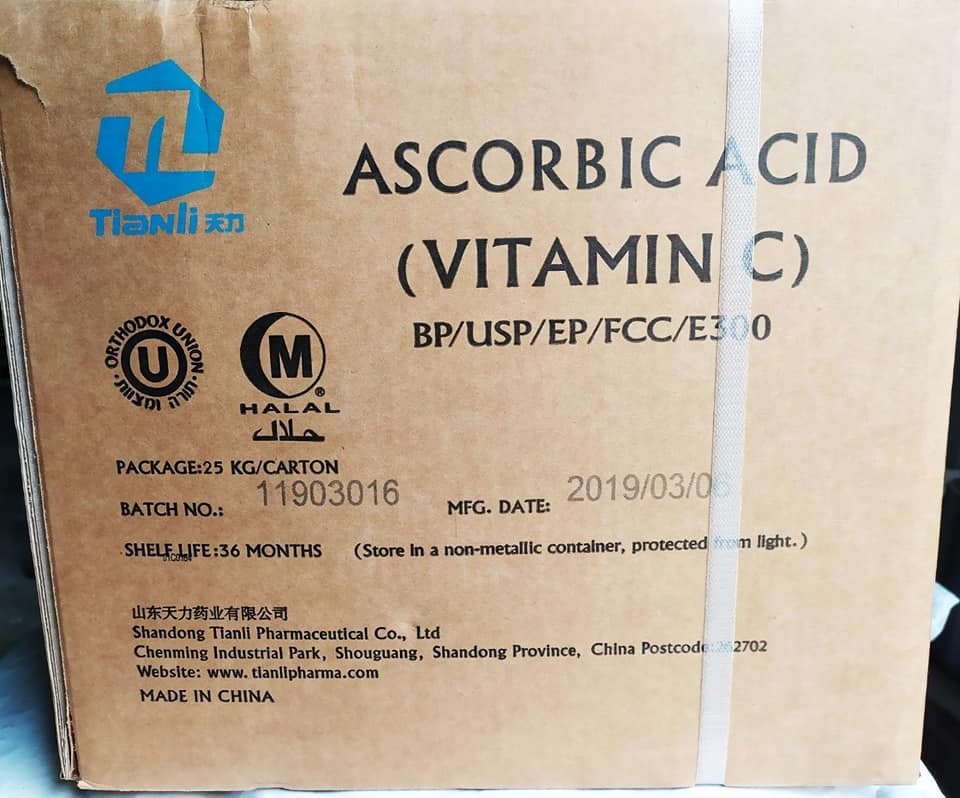 TL
Tianli 天力
ASCORBIC ACID
(VITAMIN C)
BP/USP/EP/FCC/E300
ORTHODOX UNION
U
M
®
HALAL
حلال
PACKAGE:25 KG/CARTON
BATCH NO.: 11903016 MFG. DATE: 2019/03/06
SHELF LIFE:36 MONTHS (Store in a non-metallic container, protected from light.)
山东天力药业有限公司
Shandong Tianli Pharmaceutical Co., Ltd
Chenming Industrial Park, Shouguang, Shandong Province, China Postcode:262702
Website: www.tianlipharma.com
MADE IN CHINA